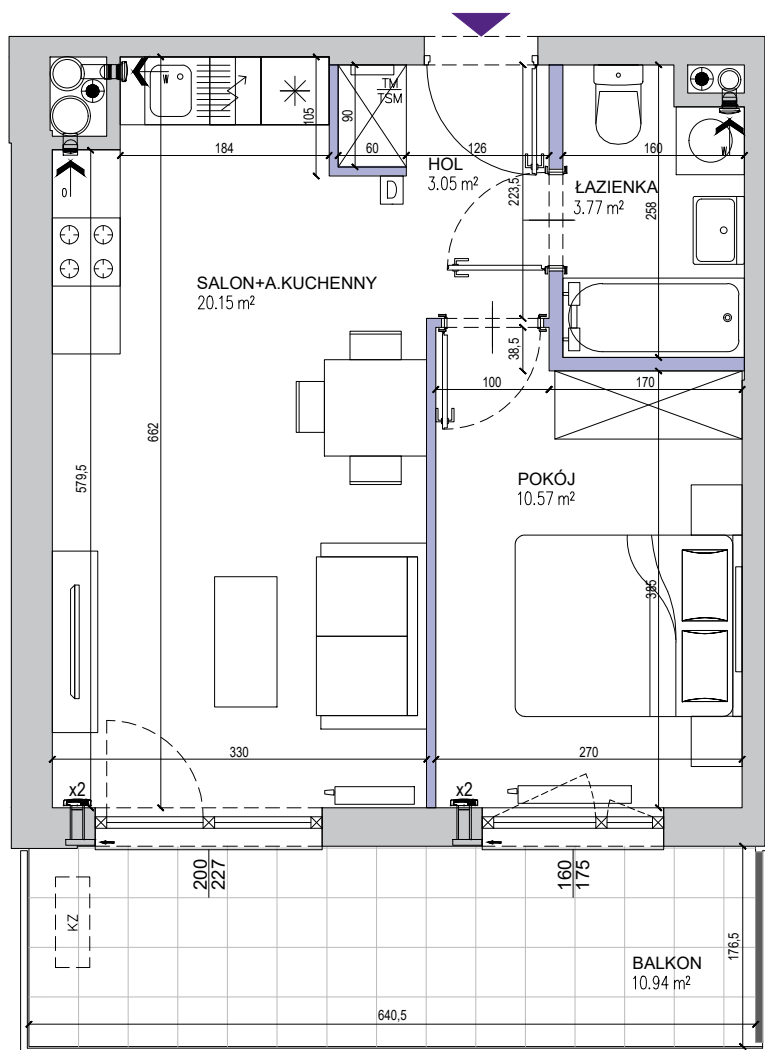 W
TM
TSM
105
90
184
60
126
160
W
0
HOL
3.05 m²
D
223,5
ŁAZIENKA
3.77 m²
258
SALON+A.KUCHENNY
20.15 m²
38,5
100
170
662
579,5
POKÓJ
10.57 m²
385
330
270
x2
x2
200
227
160
175
KZ
176,5
BALKON
10.94 m²
640,5